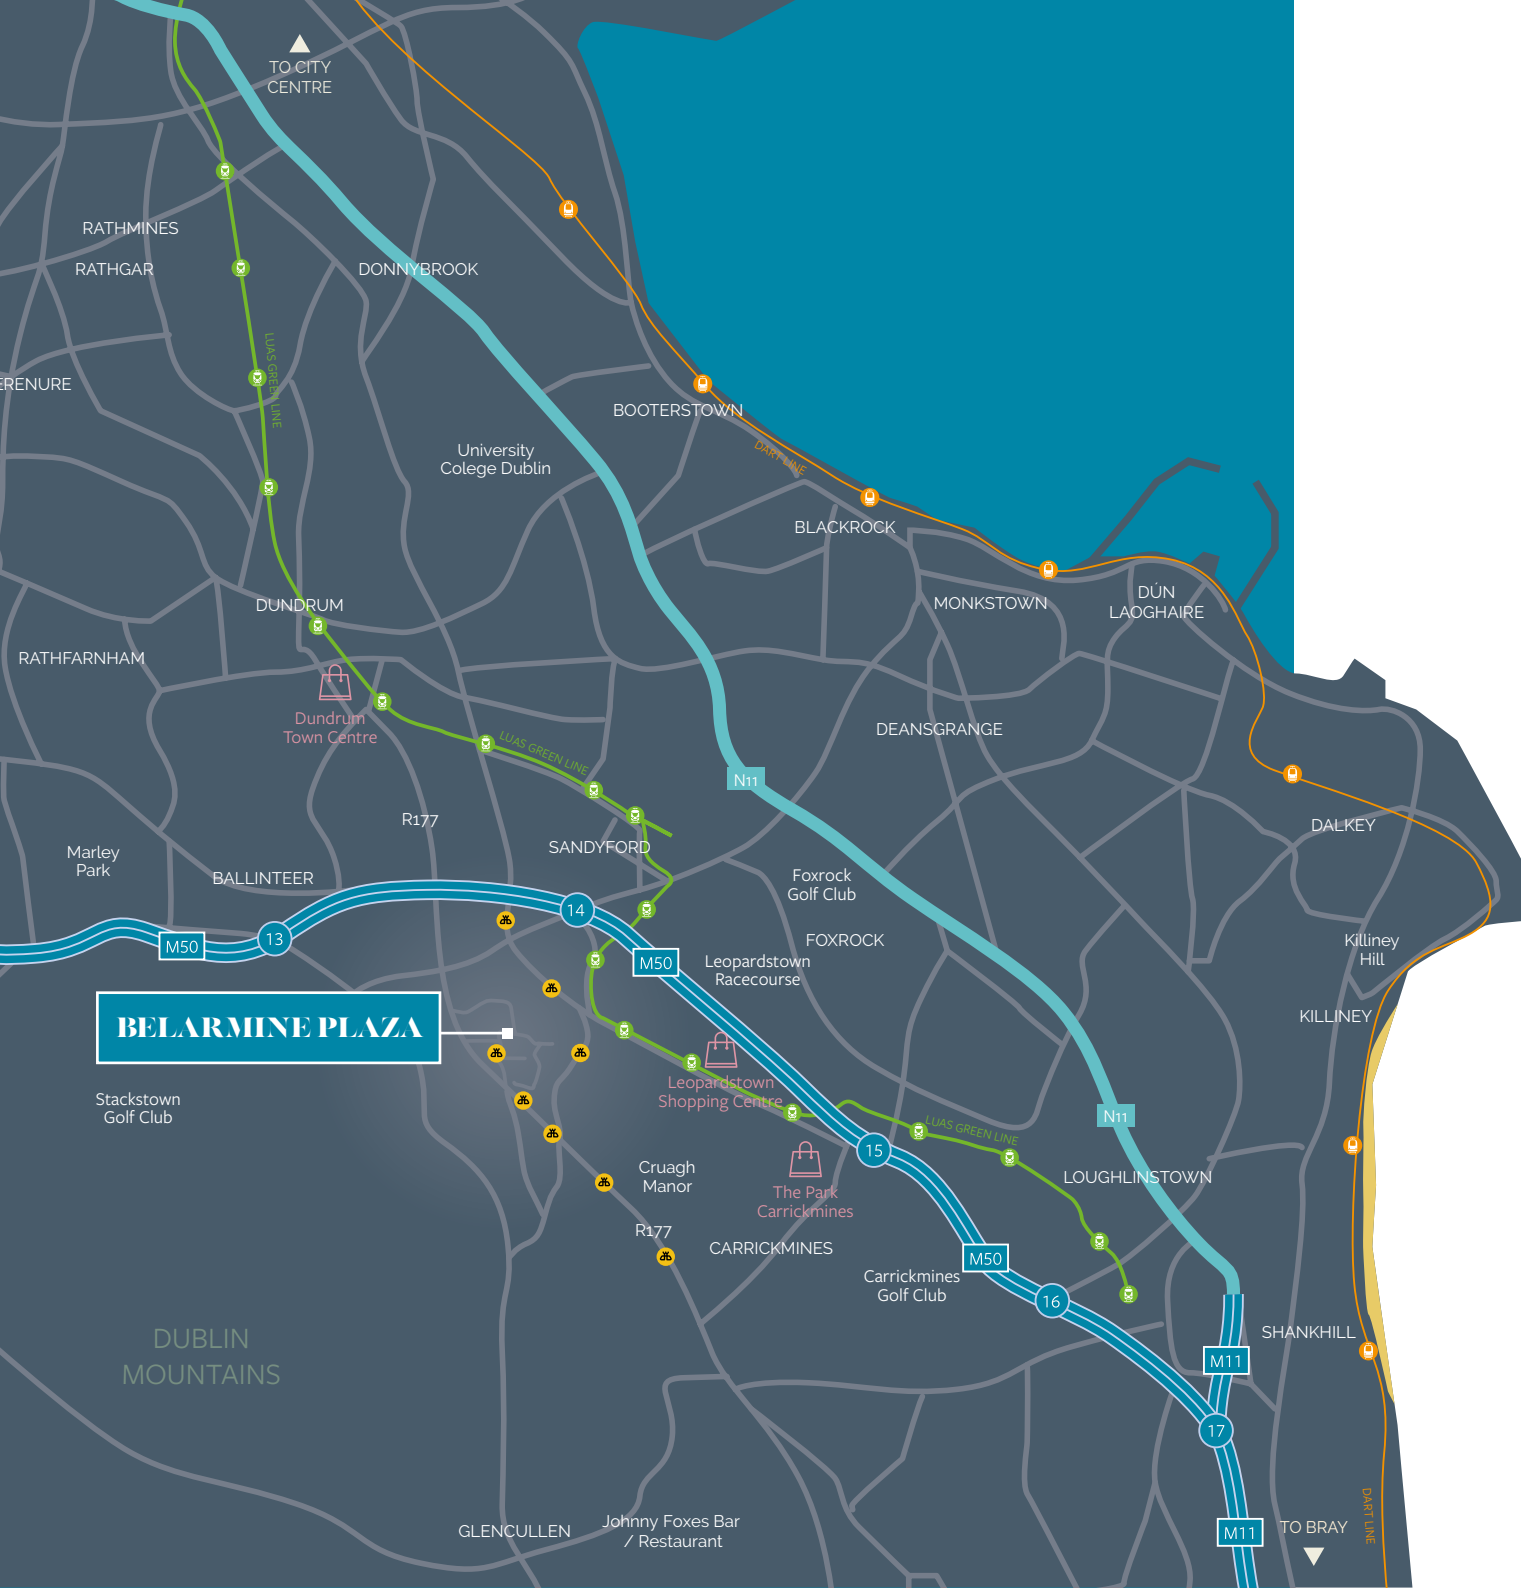 TO CITY
CENTRE
RATHMINES
RATHGAR
DONNYBROOK
LUAS GREEN LINE
ERENURE
BOOTERSTOWN
DART LINE
University
Colege Dublin
BLACKROCK
DÚN
LAOGHAIRE
MONKSTOWN
DUNDRUM
RATHFARNHAM
Dundrum
Town Centre
LUAS GREEN LINE
DEANSGRANGE
N11
R177
DALKEY
SANDYFORD
Marley
Park
BALLINTEER
Foxrock
Golf Club
14
13
M50
FOXROCK
Killiney
Hill
M50
Leopardstown
Racecourse
KILLINEY
BELARMINE PLAZA
Leopardstown
Shopping Centre
Stackstown
Golf Club
N11
LUAS GREEN LINE
15
Cruagh
Manor
LOUGHLINSTOWN
The Park
Carrickmines
R177
CARRICKMINES
M50
Carrickmines
Golf Club
16
DUBLIN
MOUNTAINS
SHANKHILL
M11
17
DART LINE
GLENCULLEN
Johnny Foxes Bar
/ Restaurant
M11
TO BRAY